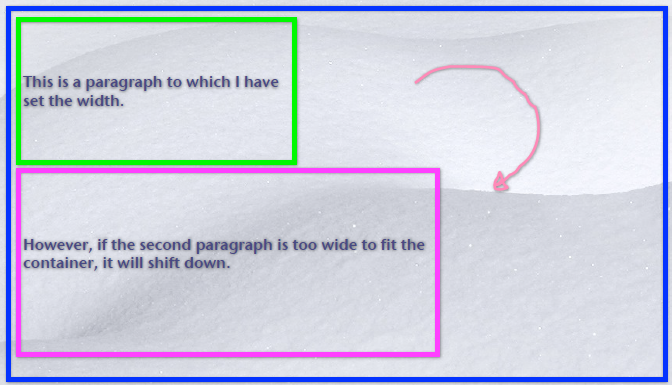 This is a paragraph to which I have
set the width.
However, if the second paragraph is too wide to fit the
container, it will shift down.